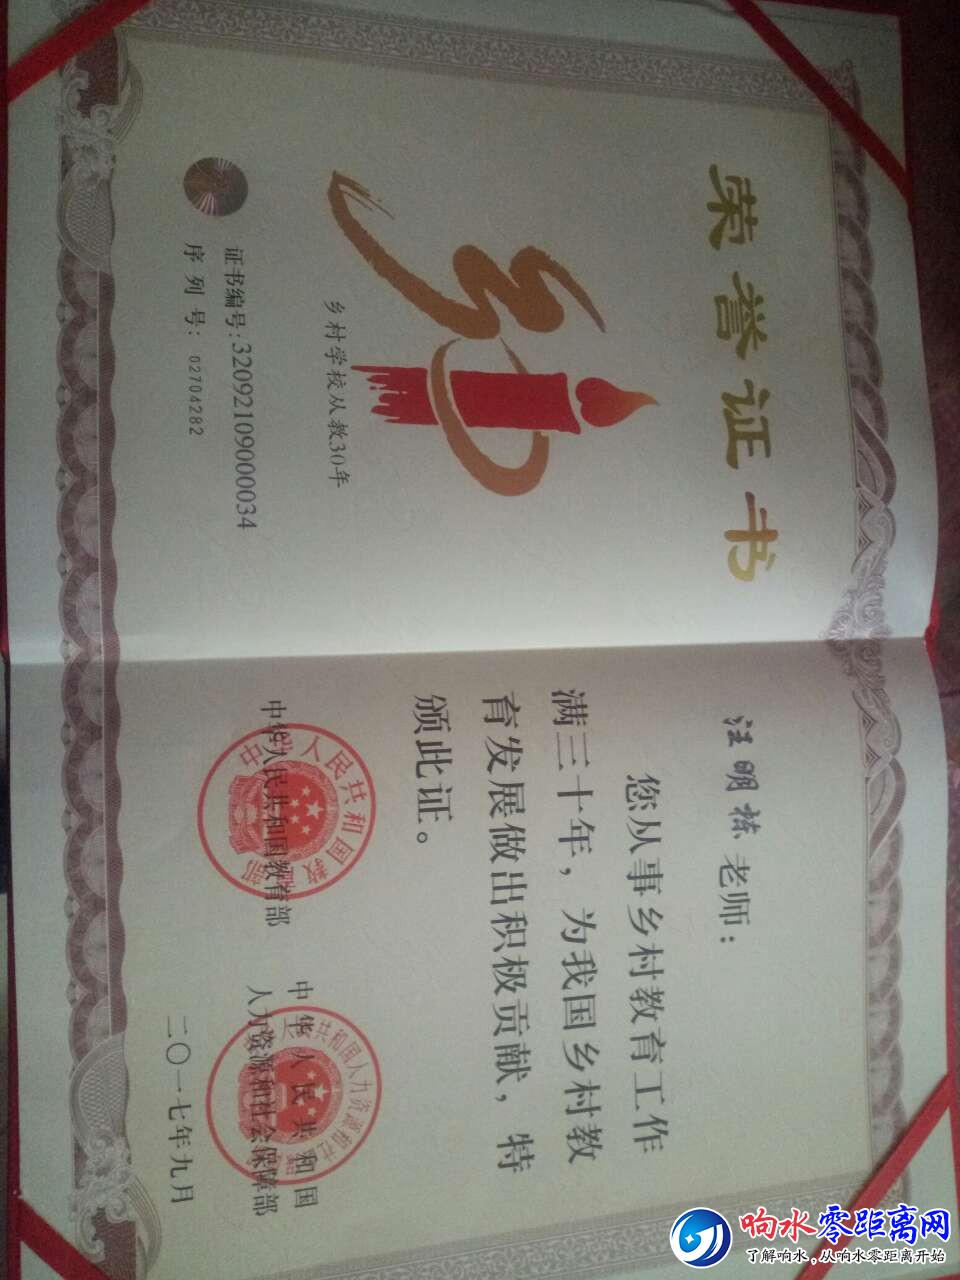 荣誉证书
乡村学校从教30年
证书编号:320921090000​34
序列号: 02704282
汪明栋 老师:
您从事乡村教育工作
满三十年，为我国乡村教
育发展做出积极贡献，特
颁此证。
中华人民共和国教育部
中华人民共和国
人力资源和社会保障部
二〇一七年九月
响水零距离网
了解响水，从响水零距离开始